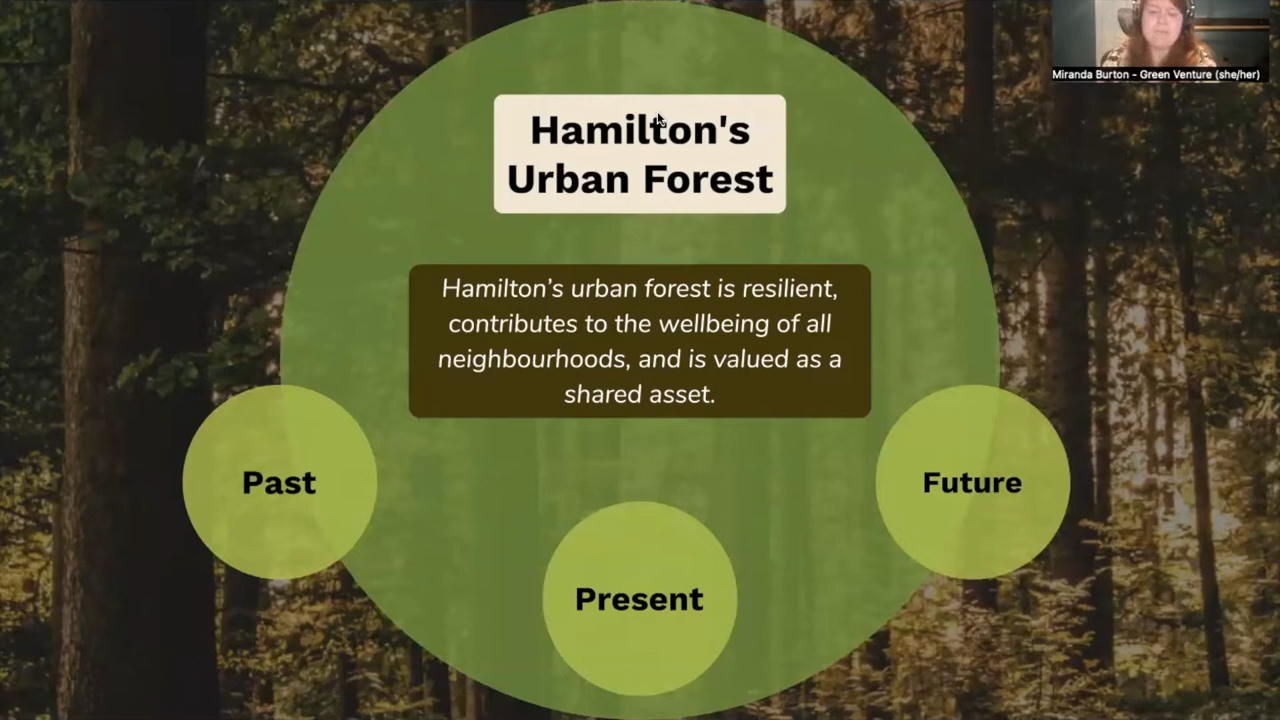 Miranda Burton - Green Venture (she/her)
Hamilton's
Urban Forest
Hamilton’s urban forest is resilient,
contributes to the wellbeing of all
neighbourhoods, and is valued as a
shared asset.
Past
Future
Present